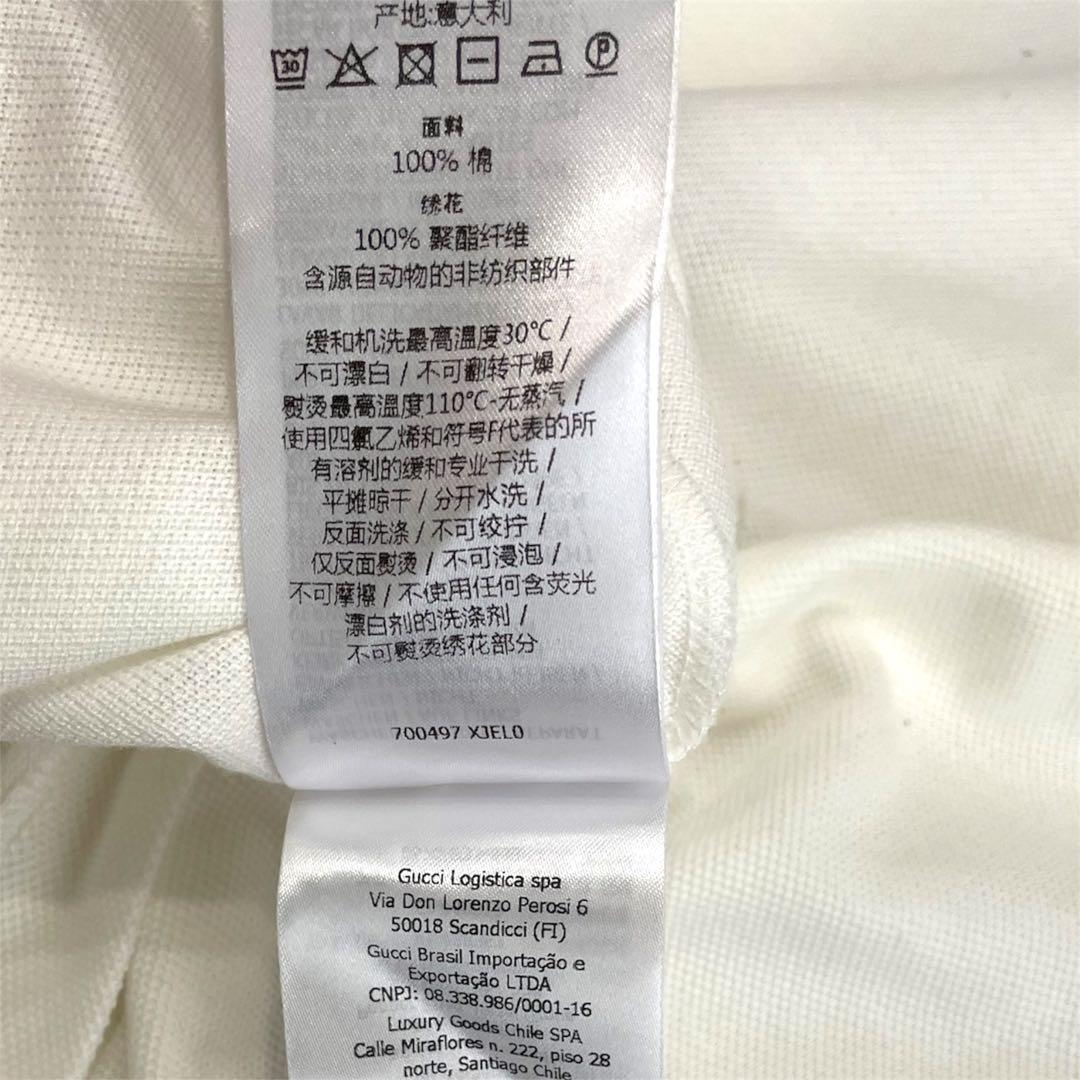 产地:意大利
30 P
面料
100% 棉
绣花
100% 聚酯纤维
含源自动物的非纺织部件
缓和机洗最高温度30°C /
不可漂白 / 不可翻转干燥 /
熨烫最高温度110°C-无蒸汽 /
使用四氯乙烯和符号F代表的所
有溶剂的缓和专业干洗 /
平摊晾干 / 分开水洗 /
反面洗涤 / 不可绞拧 /
仅反面熨烫 / 不可浸泡 /
不可摩擦 / 不使用任何含荧光
漂白剂的洗涤剂 /
不可熨烫绣花部分
700497 XJEL0
Gucci Logistica spa
Via Don Lorenzo Perosi 6
50018 Scandicci (FI)
Gucci Brasil Importação e
Exportação LTDA
CNPJ: 08.338.986/0001-16
Luxury Goods Chile SPA
Calle Miraflores n. 222, piso 28
norte, Santiago Chile